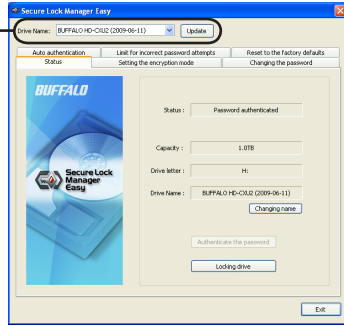 Secure Lock Manager Easy
Drive Name: BUFFALO HD-CXU2 (2009-06-11) Update
Auto authentication Limit for incorrect password attempts Reset to the factory defaults
Status Setting the encryption mode Changing the password
BUFFALO
Status : Password authenticated
Capacity : 1.0TB
Secure Lock
Manager
Easy
Drive letter : H:
Drive Name : BUFFALO HD-CXU2 (2009-06-11)
Changing name
Authenticate the password
Locking drive
Exit